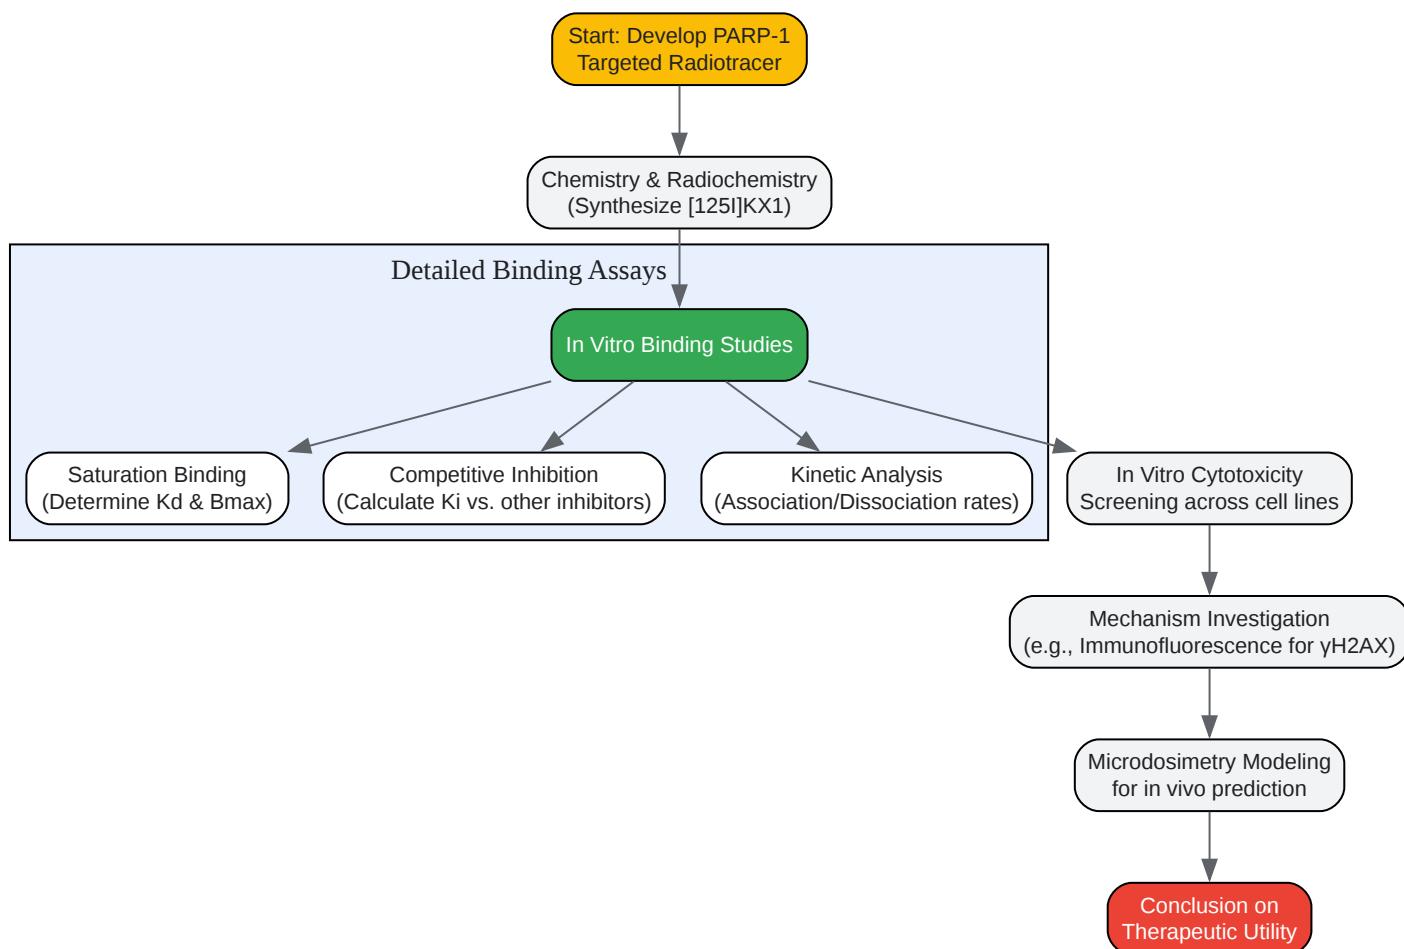 Start: Develop PARP-1
Targeted Radiotracer
Chemistry & Radiochemistry
(Synthesize [125I]KX1)
Detailed Binding Assays
In Vitro Binding Studies
Saturation Binding
(Determine Kd & Bmax)
Competitive Inhibition
(Calculate Ki vs. other inhibitors)
Kinetic Analysis
(Association/Dissociation rates)
In Vitro Cytotoxicity
Screening across cell lines
Mechanism Investigation
(e.g., Immunofluorescence for γH2AX)
Microdosimetry Modeling
for in vivo prediction
Conclusion on
Therapeutic Utility